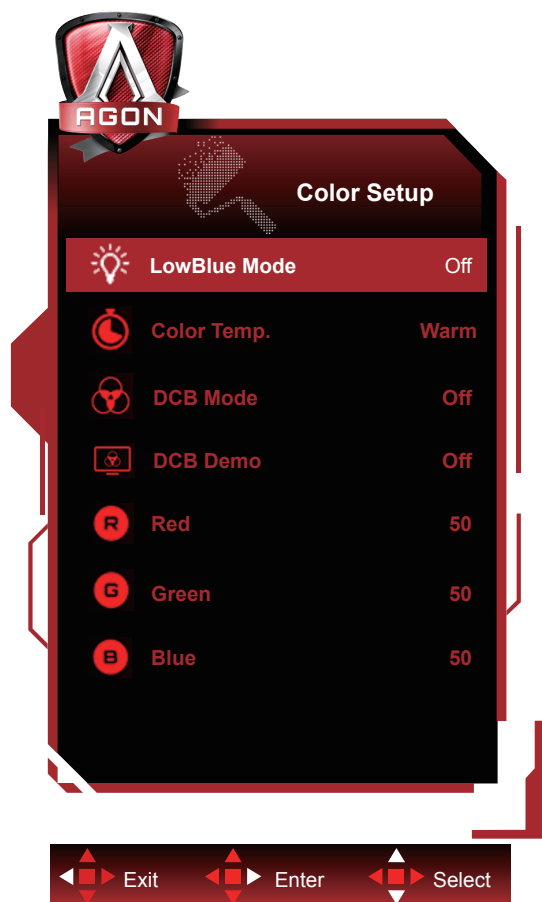 AGON
Color Setup
LowBlue Mode Off
Color Temp. Warm
DCB Mode Off
DCB Demo Off
R Red 50
G Green 50
B Blue 50
Exit Enter Select